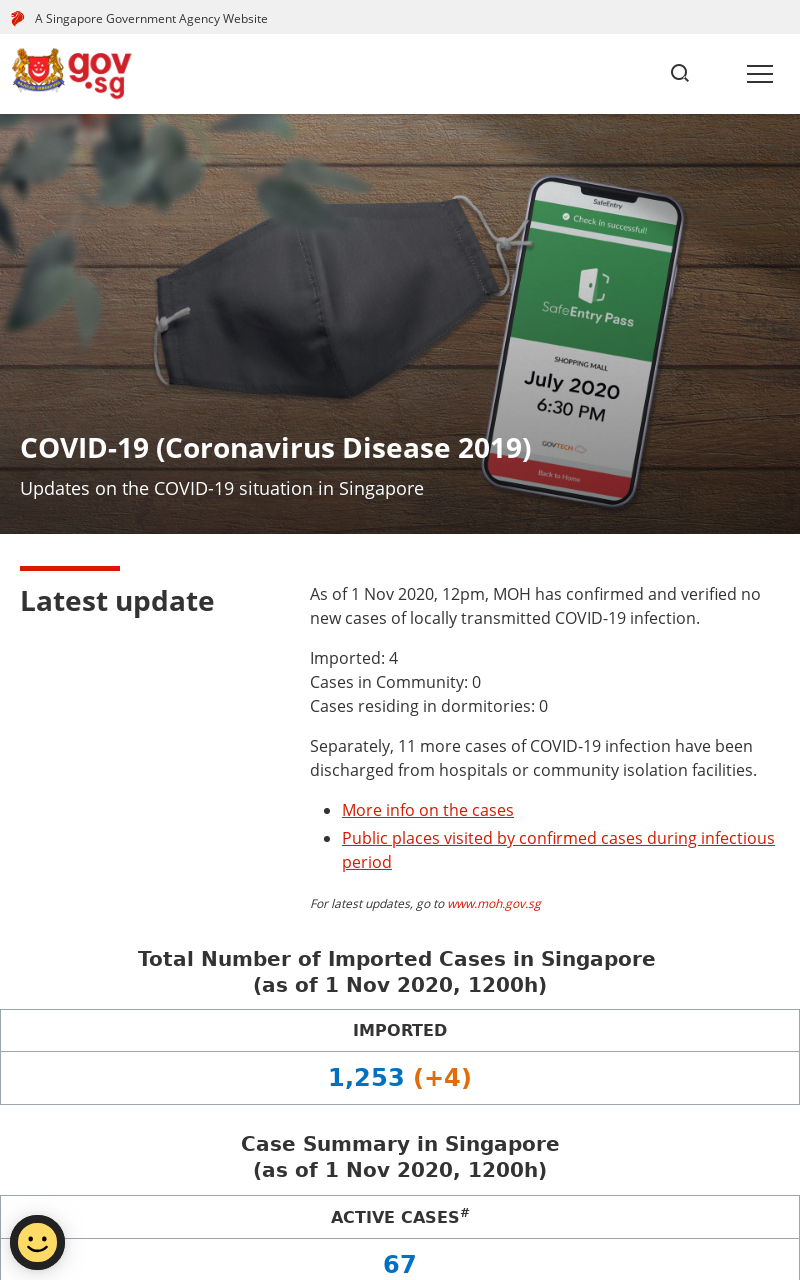 A Singapore Government Agency Website
gov
.sg
SafeEntry
Check in successful!
SafeEntry Pass
SHOPPING MALL
July 2020
6:30 PM
GOVTECH
Back to Home
COVID-19 (Coronavirus Disease 2019)
Updates on the COVID-19 situation in Singapore
Latest update
As of 1 Nov 2020, 12pm, MOH has confirmed and verified no
new cases of locally transmitted COVID-19 infection.
Imported: 4
Cases in Community: 0
Cases residing in dormitories: 0
Separately, 11 more cases of COVID-19 infection have been
discharged from hospitals or community isolation facilities.
More info on the cases
Public places visited by confirmed cases during infectious
period
For latest updates, go to www.moh.gov.sg
Total Number of Imported Cases in Singapore
(as of 1 Nov 2020, 1200h)
IMPORTED
1,253 (+4)
Case Summary in Singapore
(as of 1 Nov 2020, 1200h)
ACTIVE CASES#
67